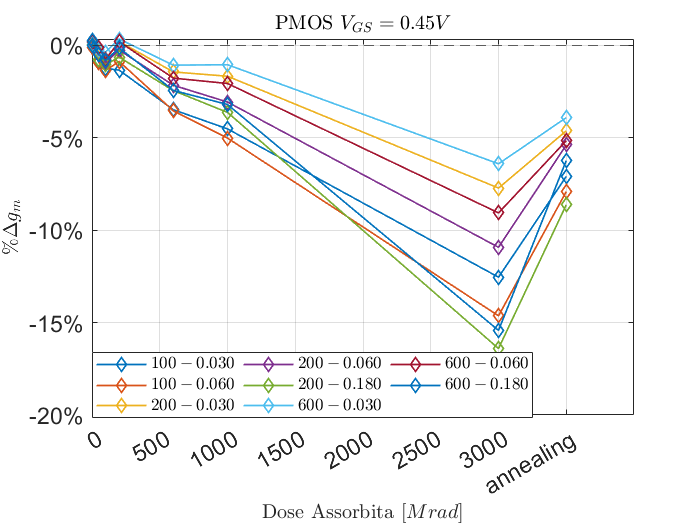 PMOS $V_{GS} = 0.45V$
0%
-5%
-10%
-15%
-20%
%Δg_m
100 − 0.030
100 − 0.060
200 − 0.030
200 − 0.060
200 − 0.180
600 − 0.030
600 − 0.060
600 − 0.180
0
500
1000
1500
2000
2500
3000
annealing
Dose Assorbita [Mrad]